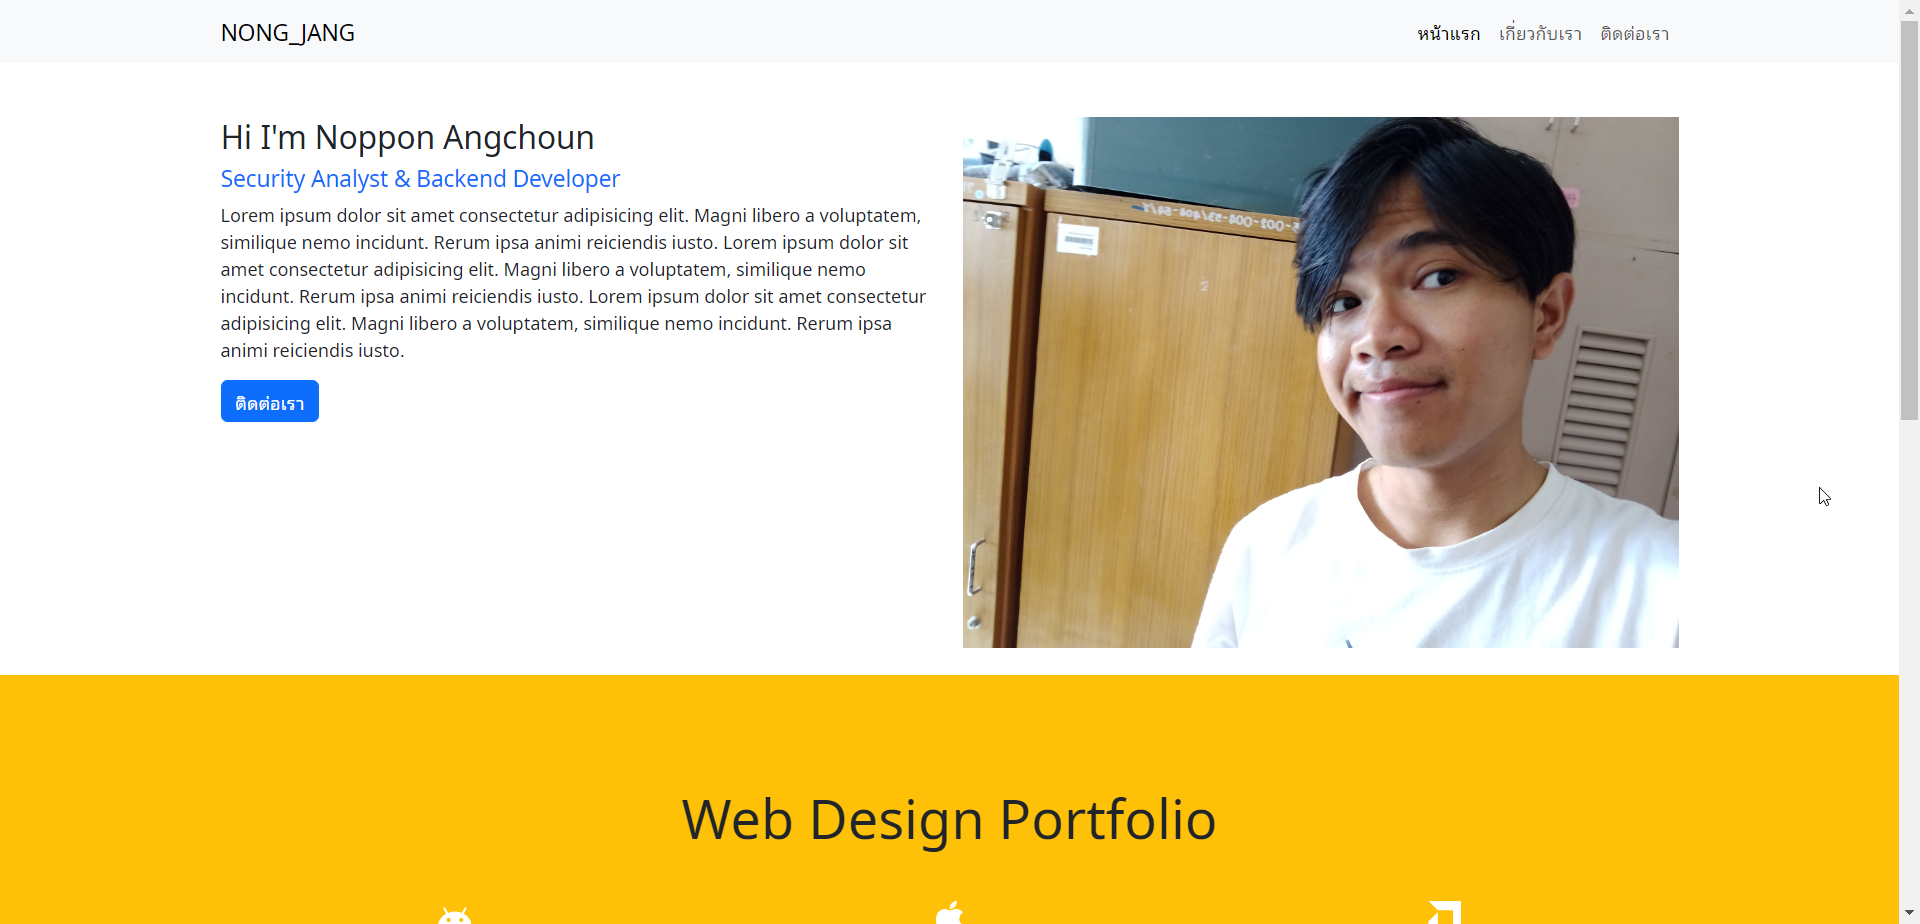 NONG_JANG
หน้าแรก เกี่ยวกับเรา ติดต่อเรา
Hi I'm Noppon Angchoun
Security Analyst & Backend Developer
Lorem ipsum dolor sit amet consectetur adipisicing elit. Magni libero a voluptatem,
similique nemo incidunt. Rerum ipsa animi reiciendis iusto. Lorem ipsum dolor sit
amet consectetur adipisicing elit. Magni libero a voluptatem, similique nemo
incidunt. Rerum ipsa animi reiciendis iusto. Lorem ipsum dolor sit amet consectetur
adipisicing elit. Magni libero a voluptatem, similique nemo incidunt. Rerum ipsa
animi reiciendis iusto.
ติดต่อเรา
Web Design Portfolio